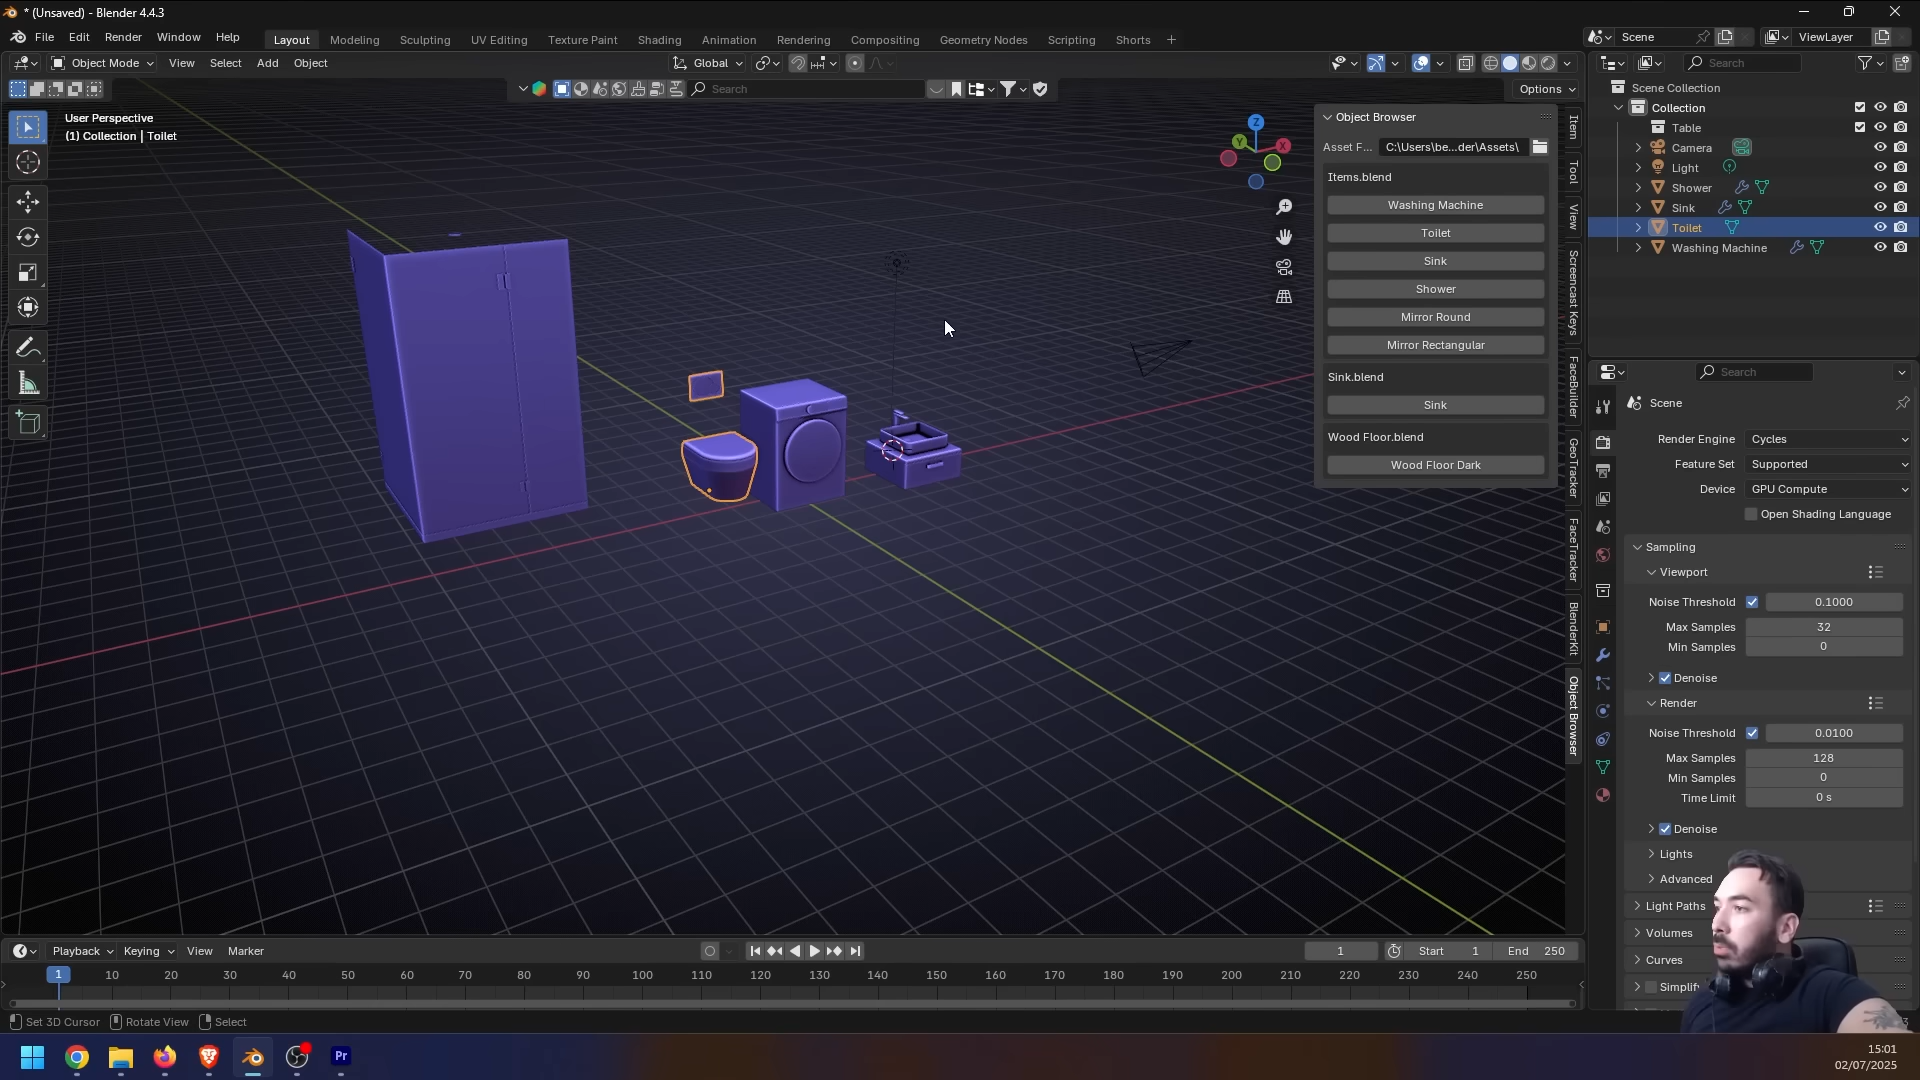 * (Unsaved) - Blender 4.4.3
File Edit Render Window Help
Layout Modeling Sculpting UV Editing Texture Paint Shading Animation Rendering Compositing Geometry Nodes Scripting Shorts +
Scene
ViewLayer
Object Mode View Select Add Object
Global
Search
Search
Options
User Perspective
(1) Collection | Toilet
Z
Y
X
Object Browser
Asset F... C:\Users\be...der\Assets\
Items.blend
Washing Machine
Toilet
Sink
Shower
Mirror Round
Mirror Rectangular
Sink.blend
Sink
Wood Floor.blend
Wood Floor Dark
Item
Tool
View
Screencast Keys
FaceBuilder
GeoTracker
FaceTracker
BlenderKit
Object Browser
Scene Collection
Collection
Table
Camera
Light
Shower
Sink
Toilet
Washing Machine
Search
Scene
Render Engine Cycles
Feature Set Supported
Device GPU Compute
Open Shading Language
Sampling
Viewport
Noise Threshold 0.1000
Max Samples 32
Min Samples 0
Denoise
Render
Noise Threshold 0.0100
Max Samples 128
Min Samples 0
Time Limit 0 s
Denoise
Lights
Advanced
Light Paths
Volumes
Curves
Playback Keying View Marker
1 Start 1 End 250
1 10 20 30 40 50 60 70 80 90 100 110 120 130 140 150 160 170 180 190 200 210 220 230 240 250
Set 3D Cursor Rotate View Select
Pr
15:01
02/07/2025